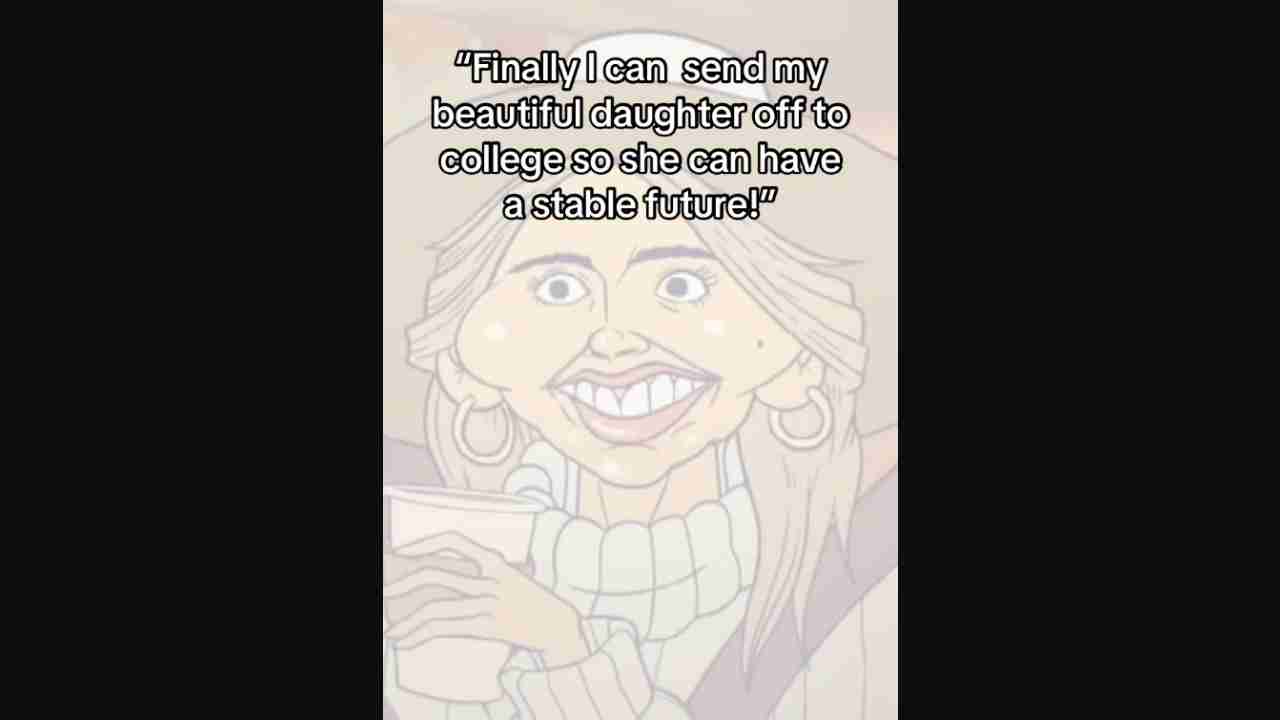 “Finally I can  send my
beautiful daughter off to
college so she can have
a stable future!”